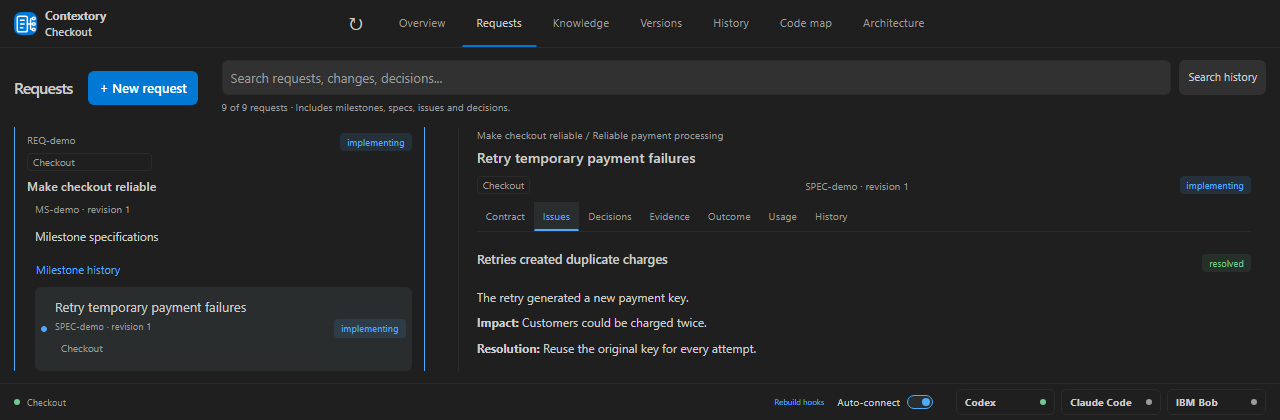 Contextory
Checkout
↻
Overview
Requests
Knowledge
Versions
History
Code map
Architecture
Requests
+ New request
Search requests, changes, decisions...
Search history
9 of 9 requests · Includes milestones, specs, issues and decisions.
REQ-demo
implementing
Checkout
Make checkout reliable
MS-demo · revision 1
Milestone specifications
Milestone history
Retry temporary payment failures
SPEC-demo · revision 1
implementing
Checkout
Make checkout reliable / Reliable payment processing
Retry temporary payment failures
Checkout
SPEC-demo · revision 1
implementing
Contract
Issues
Decisions
Evidence
Outcome
Usage
History
Retries created duplicate charges
resolved
The retry generated a new payment key.
Impact: Customers could be charged twice.
Resolution: Reuse the original key for every attempt.
Checkout
Rebuild hooks
Auto-connect
Codex
Claude Code
IBM Bob